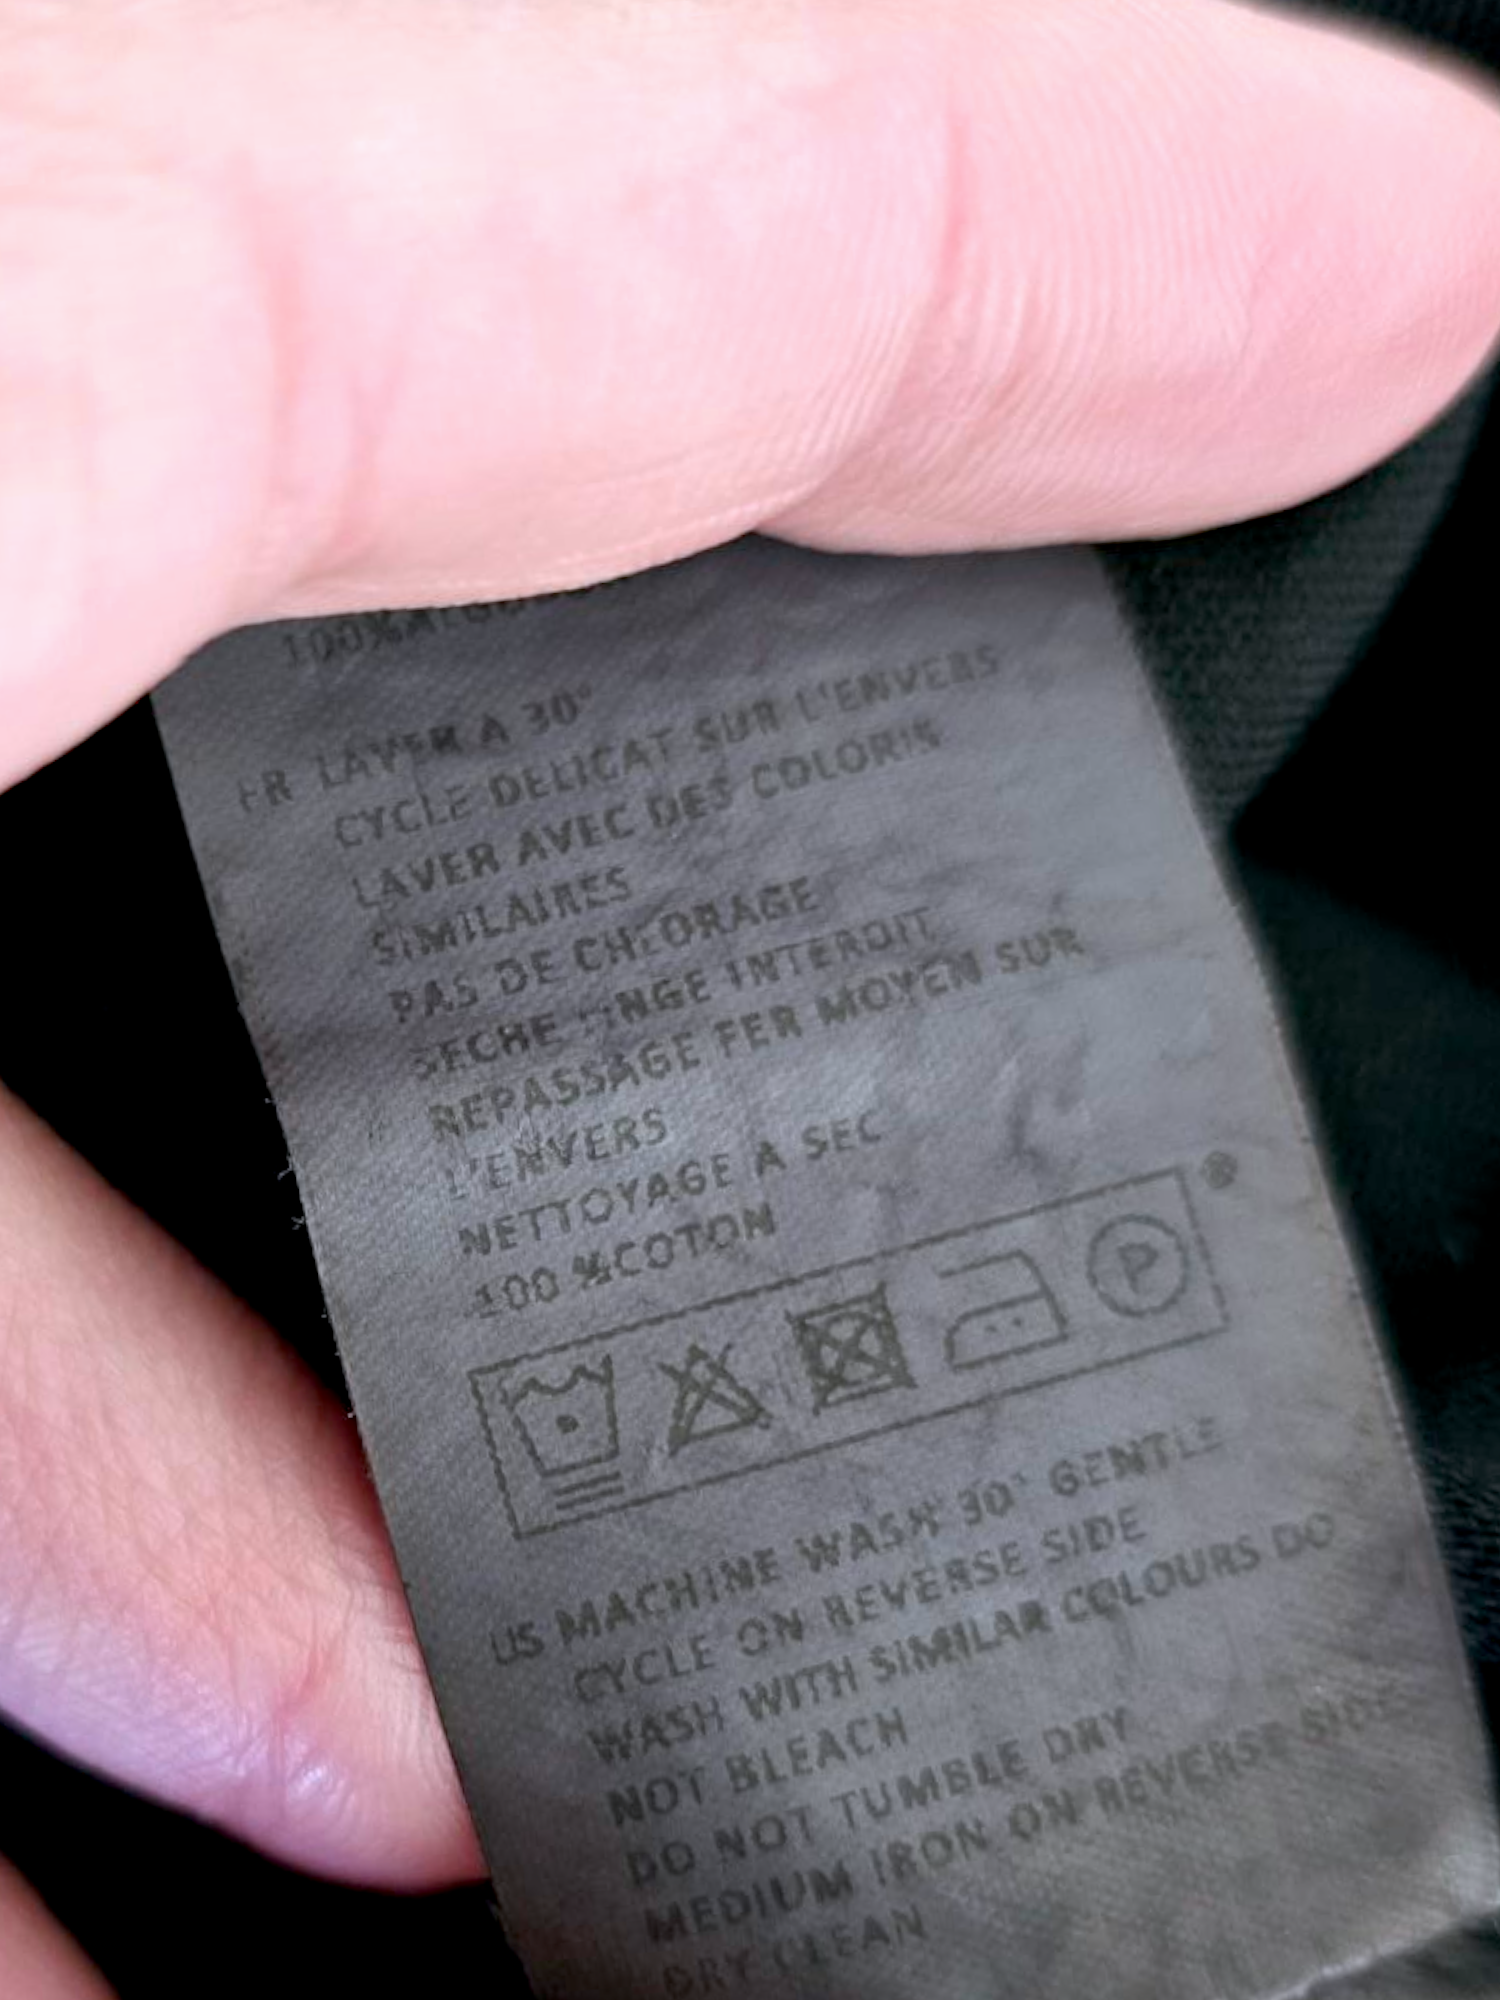 FR LAVER A 30°
CYCLE DELICAT SUR L'ENVERS
LAVER AVEC DES COLORIS
SIMILAIRES
PAS DE CHLORAGE
SECHE LINGE INTERDIT
REPASSAGE FER MOYEN SUR
L'ENVERS
NETTOYAGE A SEC
100 %COTON
P ®
US MACHINE WASH 30° GENTLE
CYCLE ON REVERSE SIDE
WASH WITH SIMILAR COLOURS DO
NOT BLEACH
DO NOT TUMBLE DRY
MEDIUM IRON ON REVERSE SIDE
DRY CLEAN